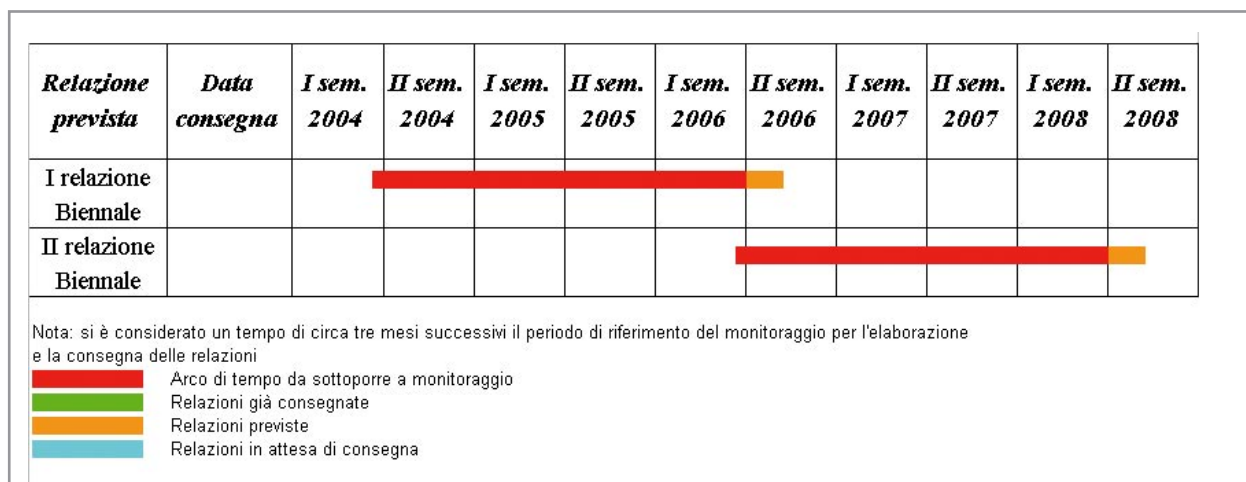 Relazione prevista Data consegna I sem. 2004 II sem. 2004 I sem. 2005 II sem. 2005 I sem. 2006 II sem. 2006 I sem. 2007 II sem. 2007 I sem. 2008 II sem. 2008
I relazione
Biennale
II relazione
Biennale
Nota: si è considerato un tempo di circa tre mesi successivi il periodo di riferimento del monitoraggio per l'elaborazione
e la consegna delle relazioni
Arco di tempo da sottoporre a monitoraggio
Relazioni già consegnate
Relazioni previste
Relazioni in attesa di consegna